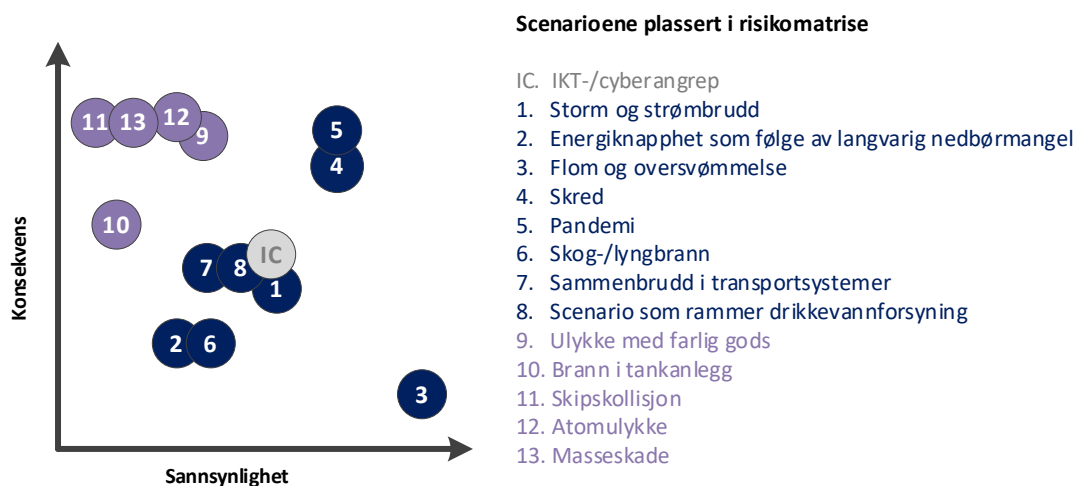 Scenarioene plassert i risikomatrise
IC. IKT-/cyberangrep
1. Storm og strømbrudd
2. Energiknapphet som følge av langvarig nedbørmangel
3. Flom og oversvømmelse
4. Skred
5. Pandemi
6. Skog-/lyngbrann
7. Sammenbrudd i transportsystemer
8. Scenario som rammer drikkevannforsyning
9. Ulykke med farlig gods
10. Brann i tankanlegg
11. Skipskollisjon
12. Atomulykke
13. Masseskade
Konsekvens
11
13
12
9
5
4
10
IC
7
8
1
2
6
3
Sannsynlighet